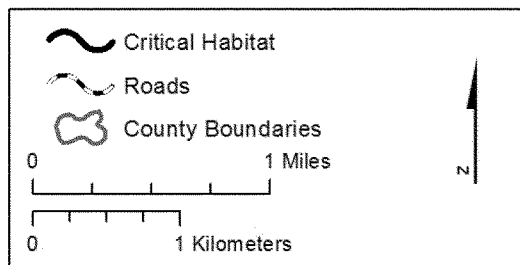 Critical Habitat
Roads
County Boundaries
0 1 Miles
0 1 Kilometers
N